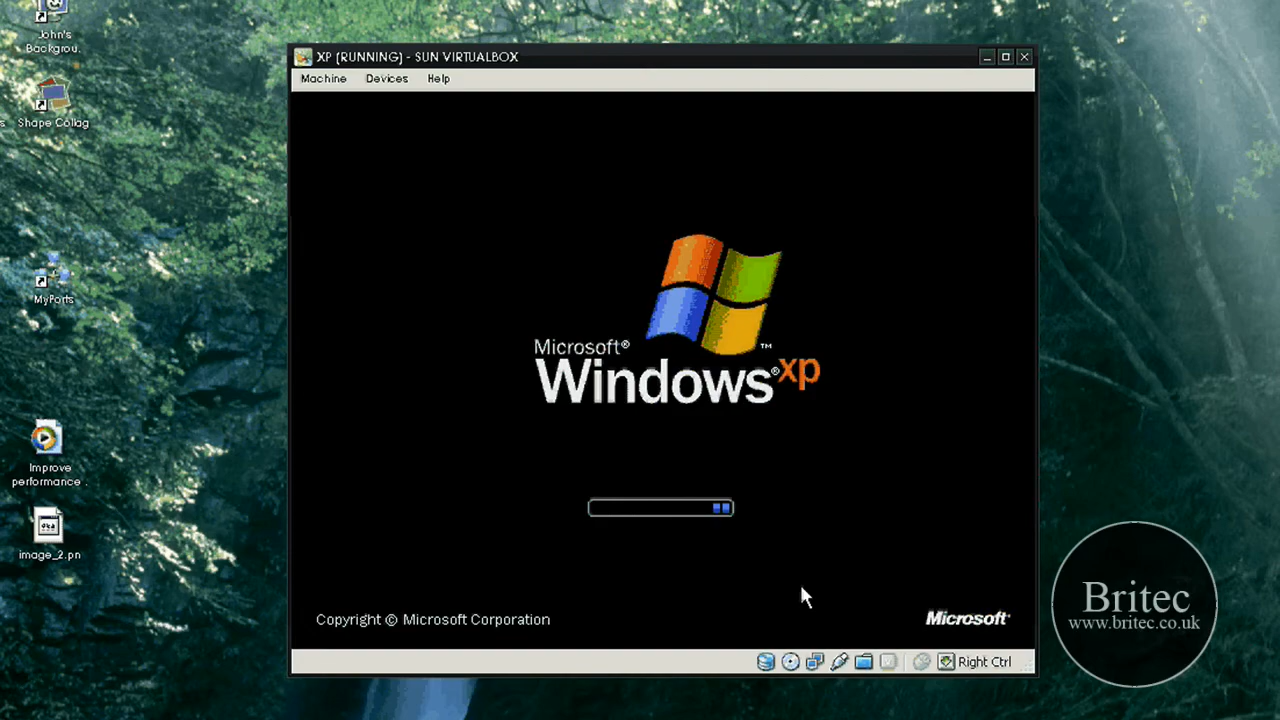 John's
Backgrou.
Shape Collag
MyPorts
Improve
performance .
image_2.pn
XP [RUNNING] - SUN VIRTUALBOX
Machine Devices Help
Microsoft®
Windows®xp
™
Copyright © Microsoft Corporation
Microsoft®
Right Ctrl
Britec
www.britec.co.uk